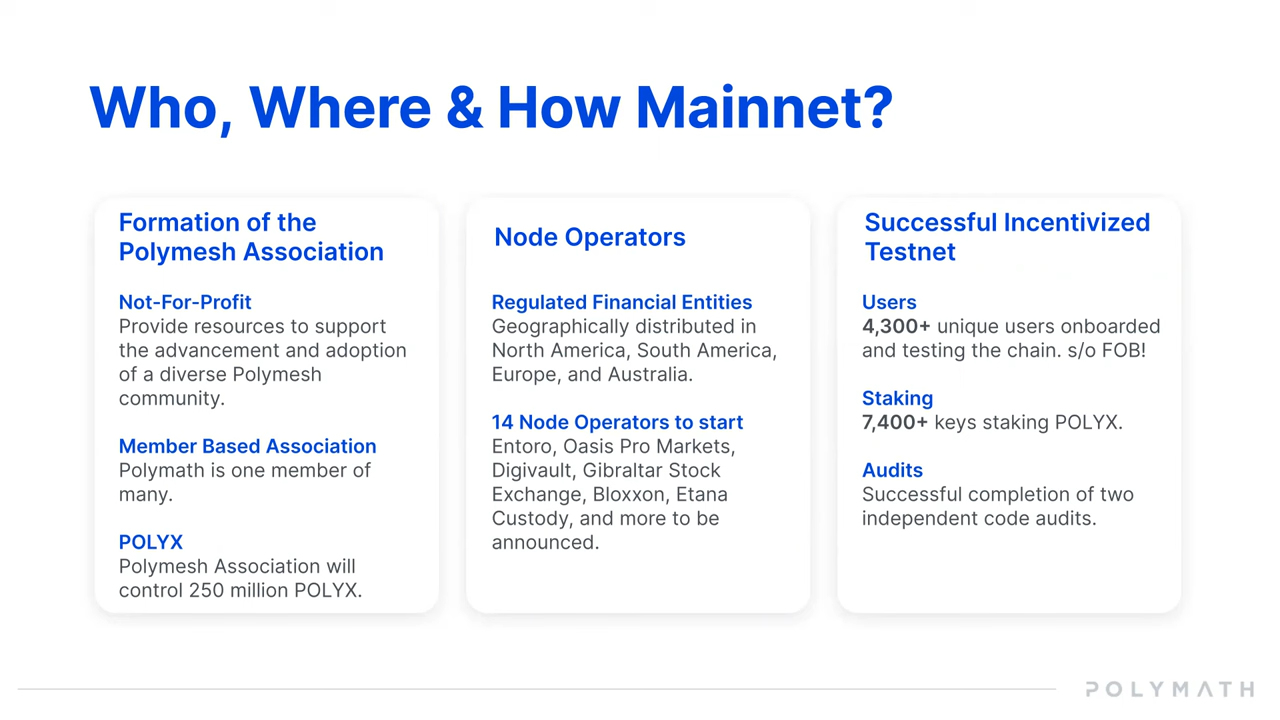 Who, Where & How Mainnet?
Formation of the
Polymesh Association
Not-For-Profit
Provide resources to support
the advancement and adoption
of a diverse Polymesh
community.
Member Based Association
Polymath is one member of
many.
POLYX
Polymesh Association will
control 250 million POLYX.
Node Operators
Regulated Financial Entities
Geographically distributed in
North America, South America,
Europe, and Australia.
14 Node Operators to start
Entoro, Oasis Pro Markets,
Digivault, Gibraltar Stock
Exchange, Bloxxon, Etana
Custody, and more to be
announced.
Successful Incentivized
Testnet
Users
4,300+ unique users onboarded
and testing the chain. s/o FOB!
Staking
7,400+ keys staking POLYX.
Audits
Successful completion of two
independent code audits.
POLYMATH